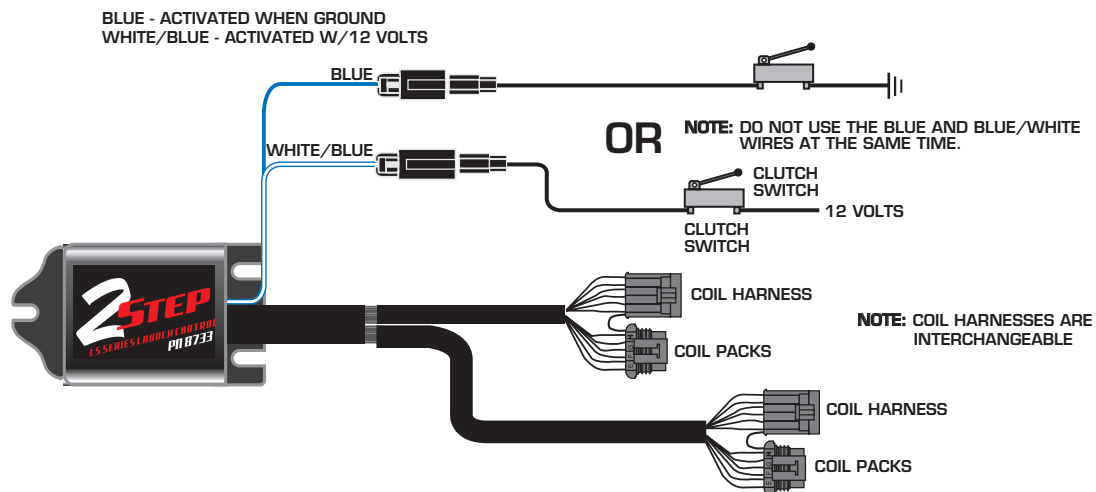 BLUE - ACTIVATED WHEN GROUND
WHITE/BLUE - ACTIVATED W/12 VOLTS
BLUE
OR
NOTE: DO NOT USE THE BLUE AND BLUE/WHITE
WIRES AT THE SAME TIME.
WHITE/BLUE
CLUTCH
SWITCH
12 VOLTS
CLUTCH
SWITCH
2STEP
LS SERIES LAUNCH CONTROL
PN 8733
COIL HARNESS
COIL PACKS
NOTE: COIL HARNESSES ARE
INTERCHANGEABLE
COIL HARNESS
COIL PACKS